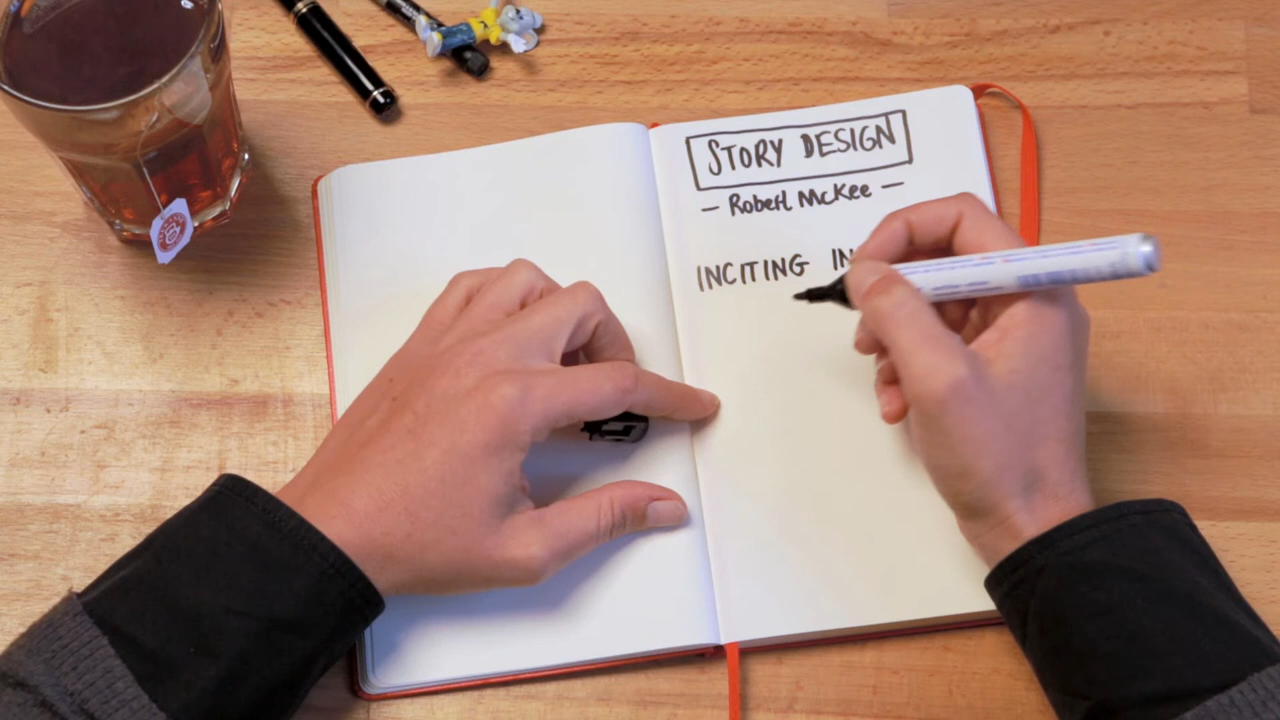 STORY DESIGN
— Robert McKee —
INCITING IN